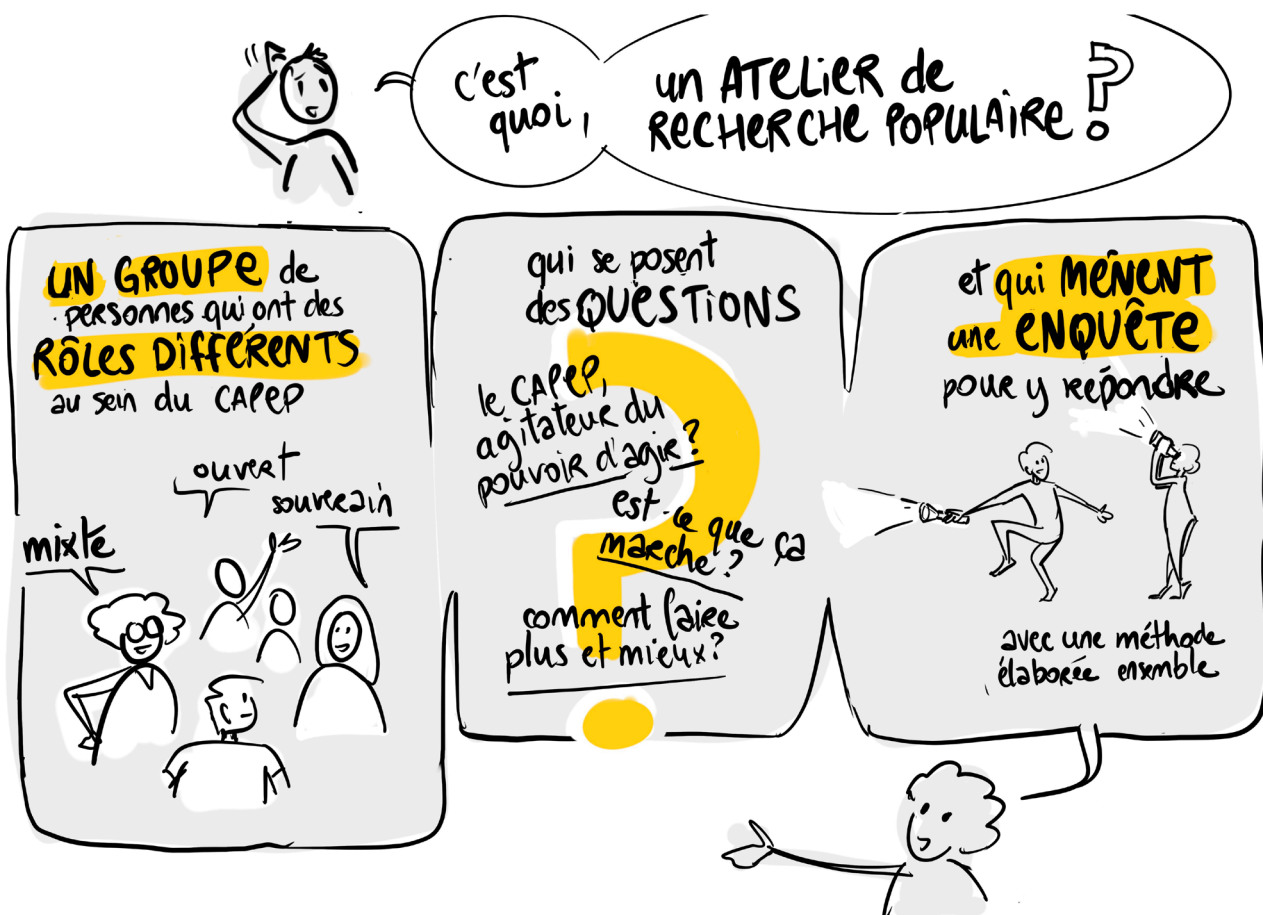 c'est
quoi,
un ATELIER de
RECHERCHE POPULAIRE ?
UN GROUPE de
personnes qui ont des
RÔLES DIFFÉRENTS
au sein du CAPEP
ouvert
souverain
mixte
qui se posent
des QUESTIONS
le CAPEP,
agitateur du
pouvoir d'agir ?
est-ce que ça
marche ?
comment faire
plus et mieux ?
et qui MÈNENT
une ENQUÊTE
pour y répondre
avec une méthode
élaborée ensemble